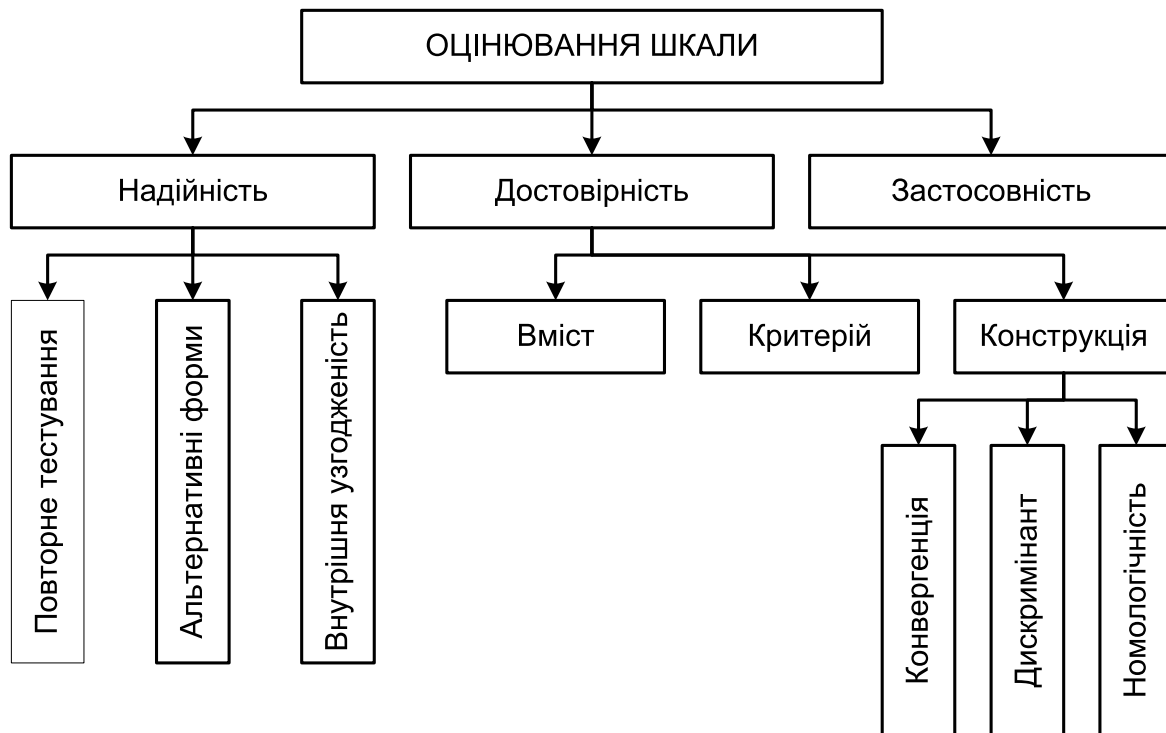 ОЦІНЮВАННЯ ШКАЛИ
Надійність
Достовірність
Застосовність
Повторне тестування
Альтернативні форми
Внутрішня узгодженість
Вміст
Критерій
Конструкція
Конвергенція
Дискримінант
Номологічність